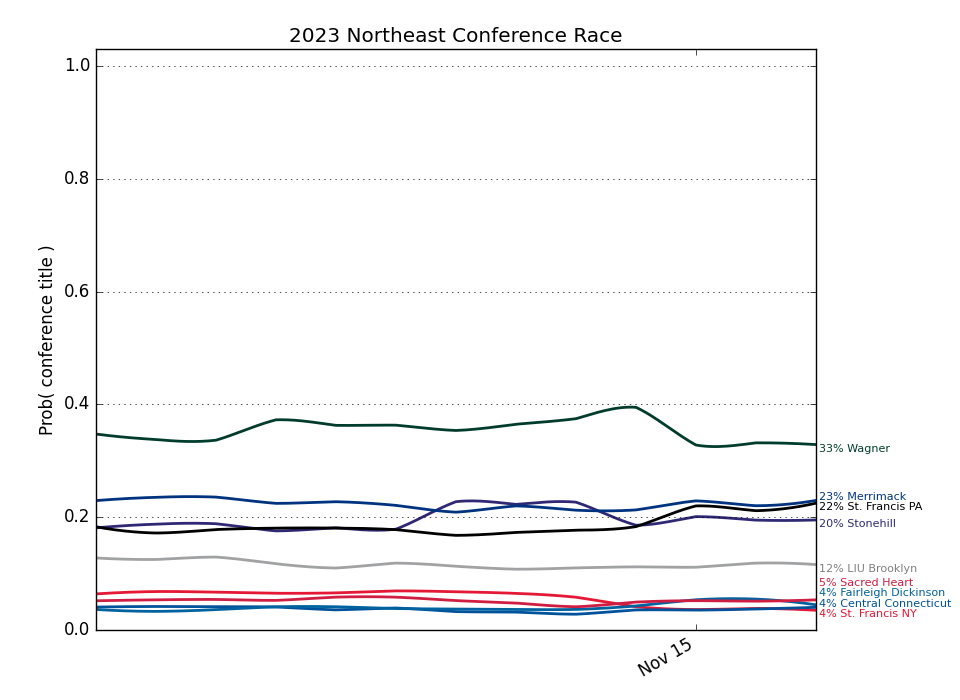 2023 Northeast Conference Race
Prob( conference title )
1.0
0.8
0.6
0.4
0.2
0.0
Nov 15
33% Wagner
23% Merrimack
22% St. Francis PA
20% Stonehill
12% LIU Brooklyn
5% Sacred Heart
4% Fairleigh Dickinson
4% Central Connecticut
4% St. Francis NY